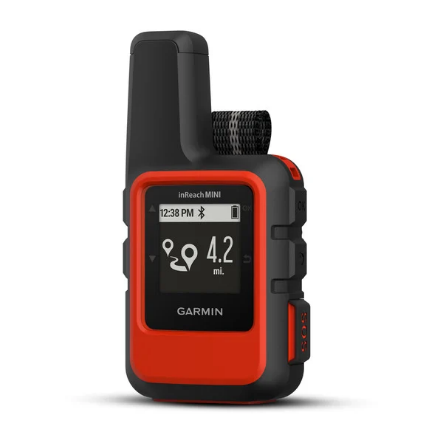 inReach MINI
12:38 PM
4.2
mi.
GARMIN
SOS